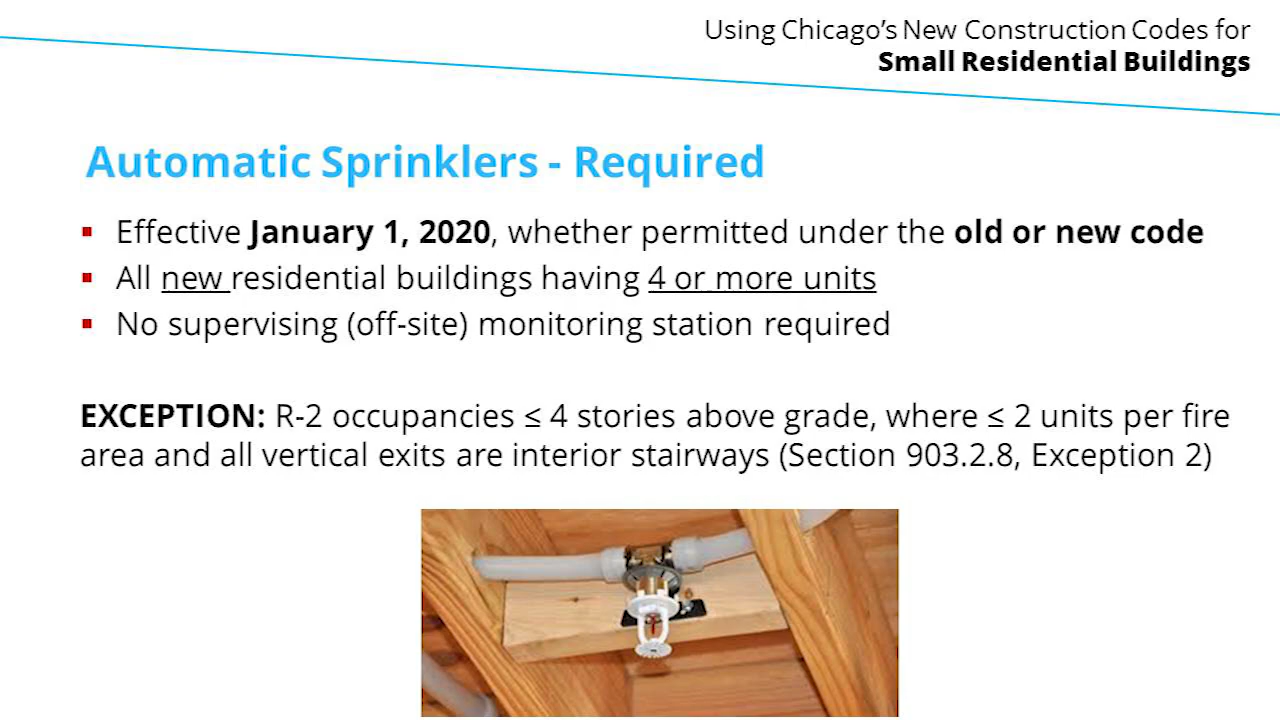 Using Chicago’s New Construction Codes for
Small Residential Buildings
Automatic Sprinklers - Required
▪ Effective January 1, 2020, whether permitted under the old or new code
▪ All new residential buildings having 4 or more units
▪ No supervising (off-site) monitoring station required
EXCEPTION: R-2 occupancies ≤ 4 stories above grade, where ≤ 2 units per fire
area and all vertical exits are interior stairways (Section 903.2.8, Exception 2)